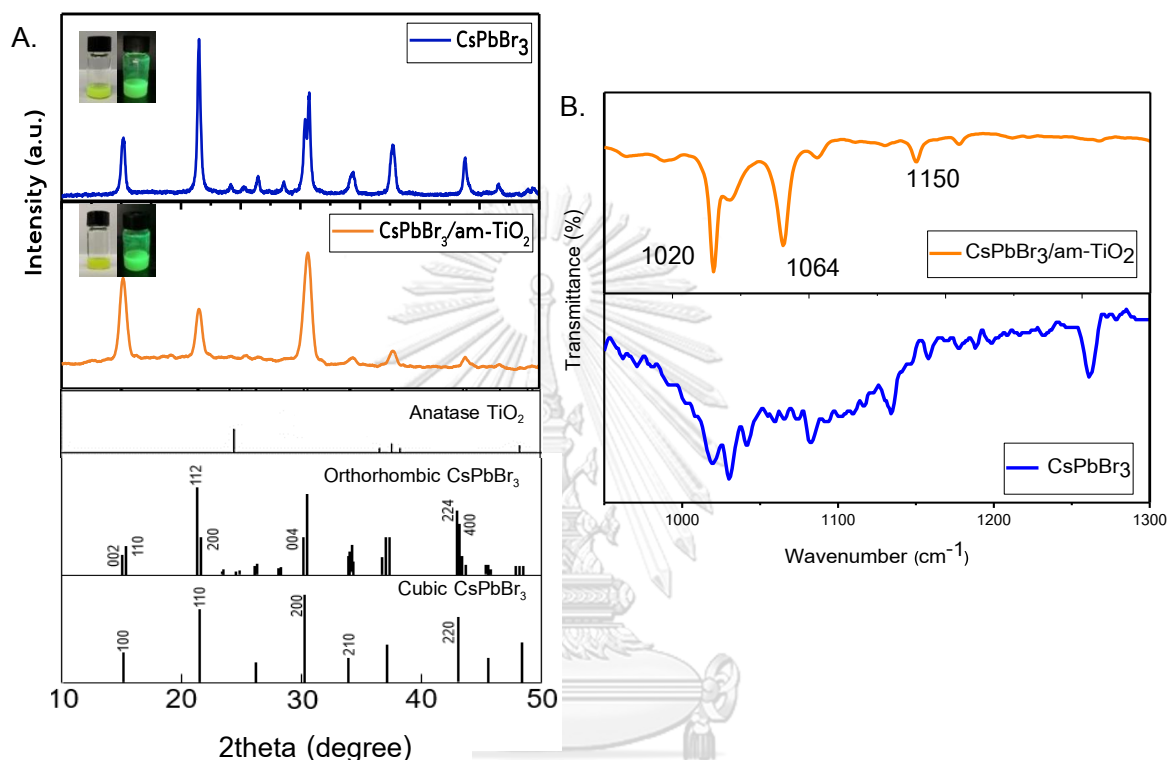 A.
CsPbBr3
Intensity (a.u.)
CsPbBr3/am-TiO2
Anatase TiO2
Orthorhombic CsPbBr3
002
110
112
200
004
224
400
Cubic CsPbBr3
100
110
200
210
220
10 20 30 40 50
2theta (degree)
B.
1020
1064
1150
CsPbBr3/am-TiO2
Transmittance (%)
CsPbBr3
1000 1100 1200 1300
Wavenumber (cm-1)